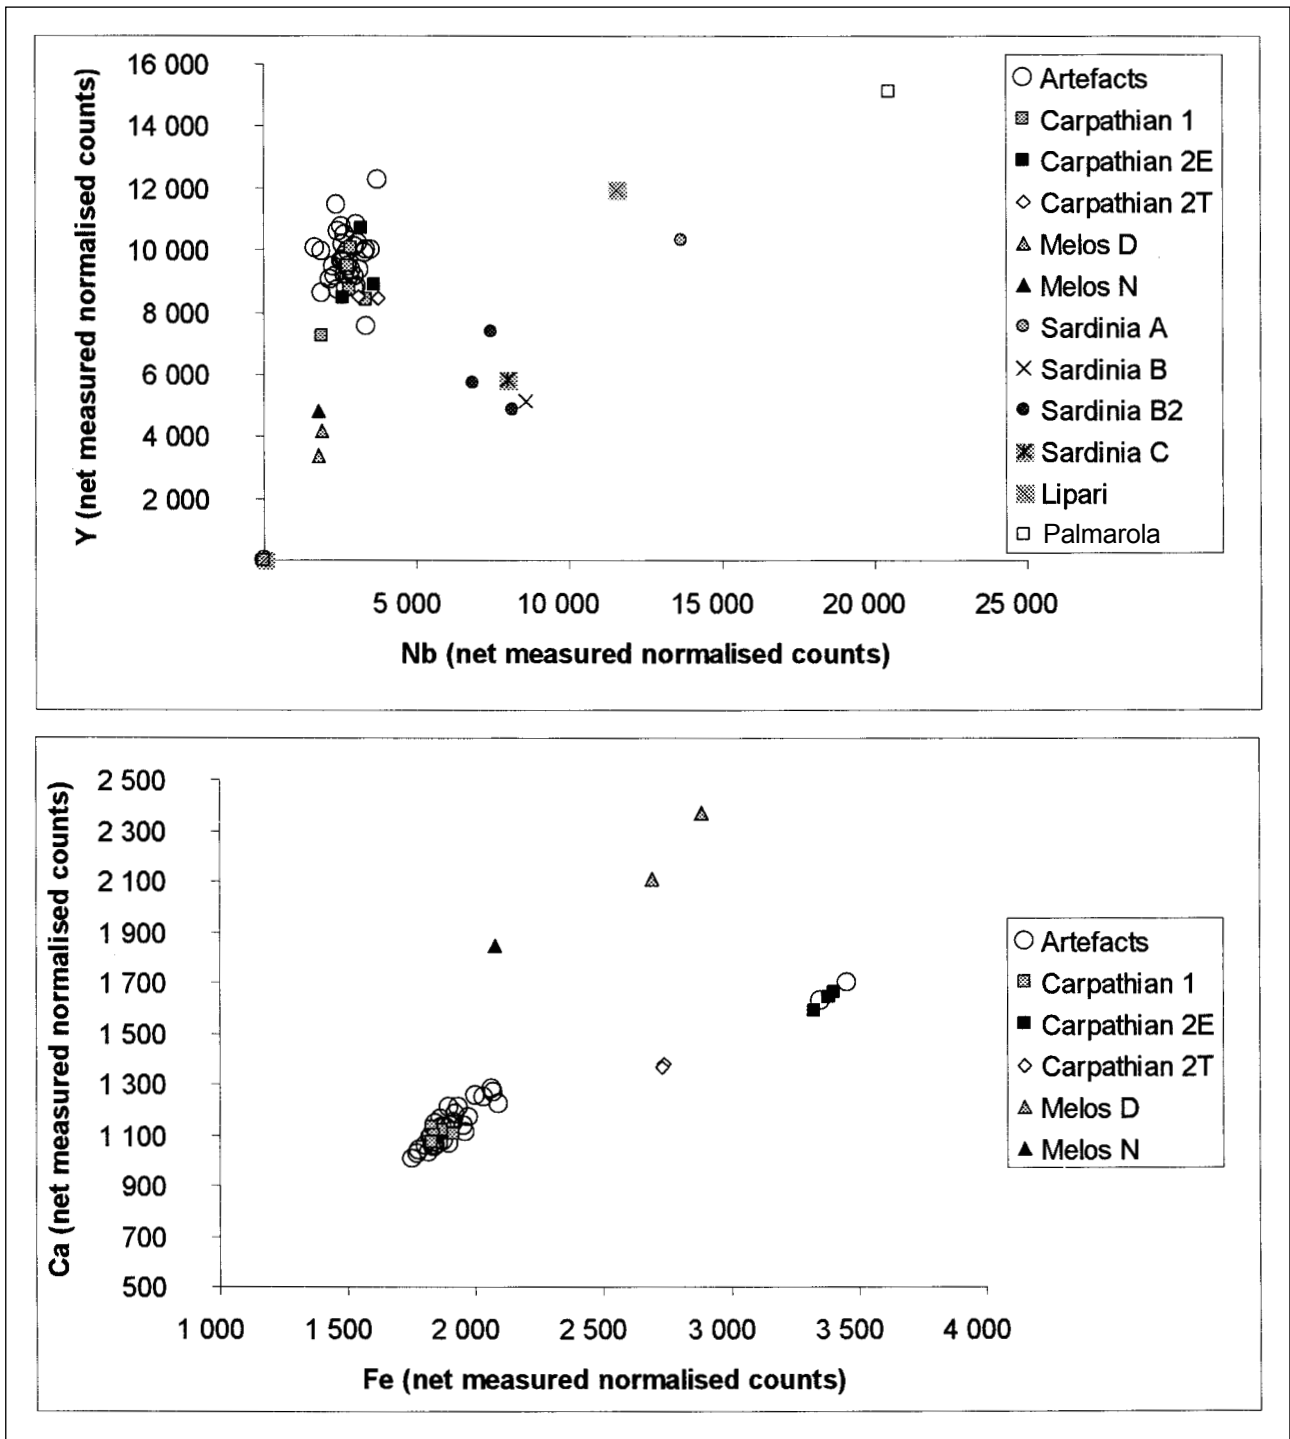 Y (net measured normalised counts)
16 000
14 000
12 000
10 000
8 000
6 000
4 000
2 000
5 000
10 000
15 000
20 000
25 000
Nb (net measured normalised counts)
Artefacts
Carpathian 1
Carpathian 2E
Carpathian 2T
Melos D
Melos N
Sardinia A
Sardinia B
Sardinia B2
Sardinia C
Lipari
Palmarola
Ca (net measured normalised counts)
2 500
2 300
2 100
1 900
1 700
1 500
1 300
1 100
900
700
500
1 000
1 500
2 000
2 500
3 000
3 500
4 000
Fe (net measured normalised counts)
Artefacts
Carpathian 1
Carpathian 2E
Carpathian 2T
Melos D
Melos N